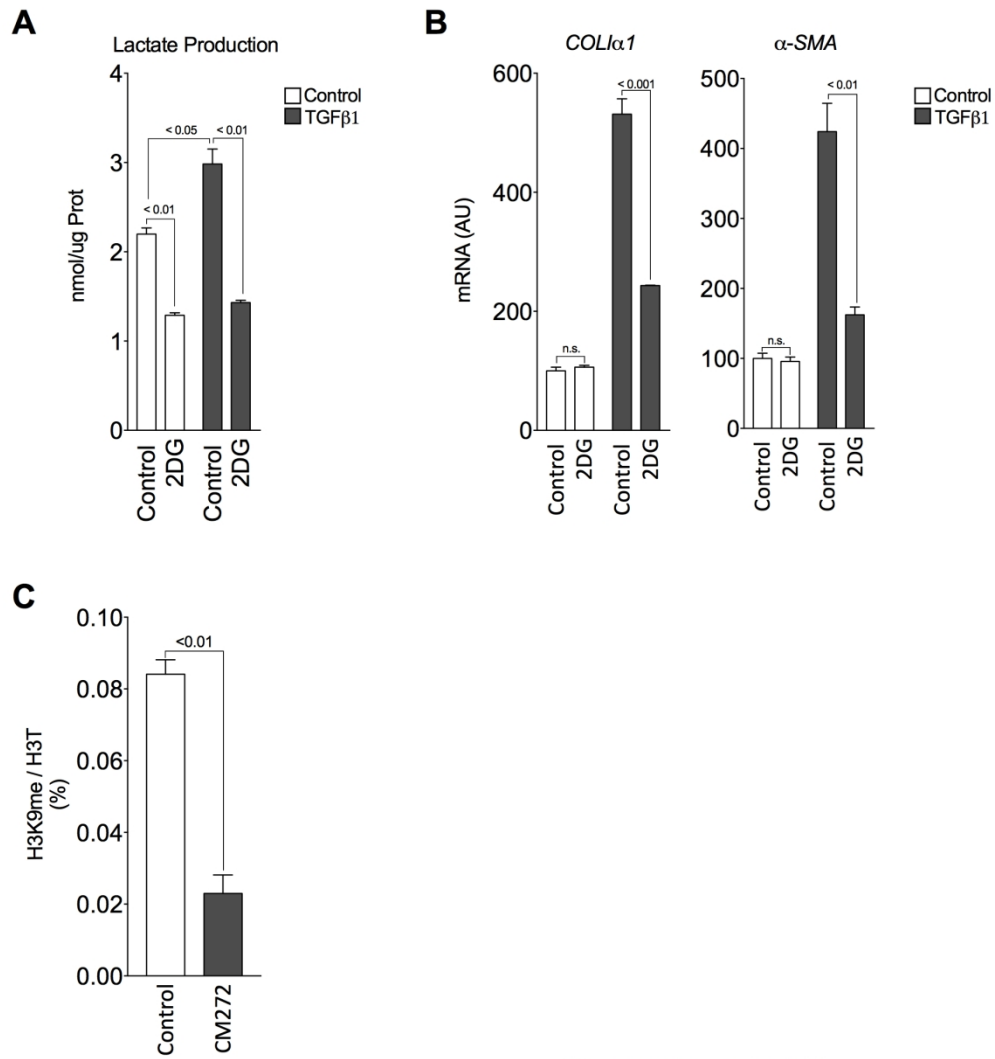 A
Lactate Production
Control
TGFβ1
4
3
2
1
0
nmol/ug Prot
< 0.05
< 0.01
< 0.01
Control
2DG
Control
2DG
B
COLIα1
600
400
200
0
mRNA (AU)
n.s.
< 0.001
Control
2DG
Control
2DG
α-SMA
500
400
300
200
100
0
n.s.
< 0.01
Control
2DG
Control
2DG
Control
TGFβ1
C
0.10
0.08
0.06
0.04
0.02
0.00
H3K9me / H3T
(%)
<0.01
Control
CM272